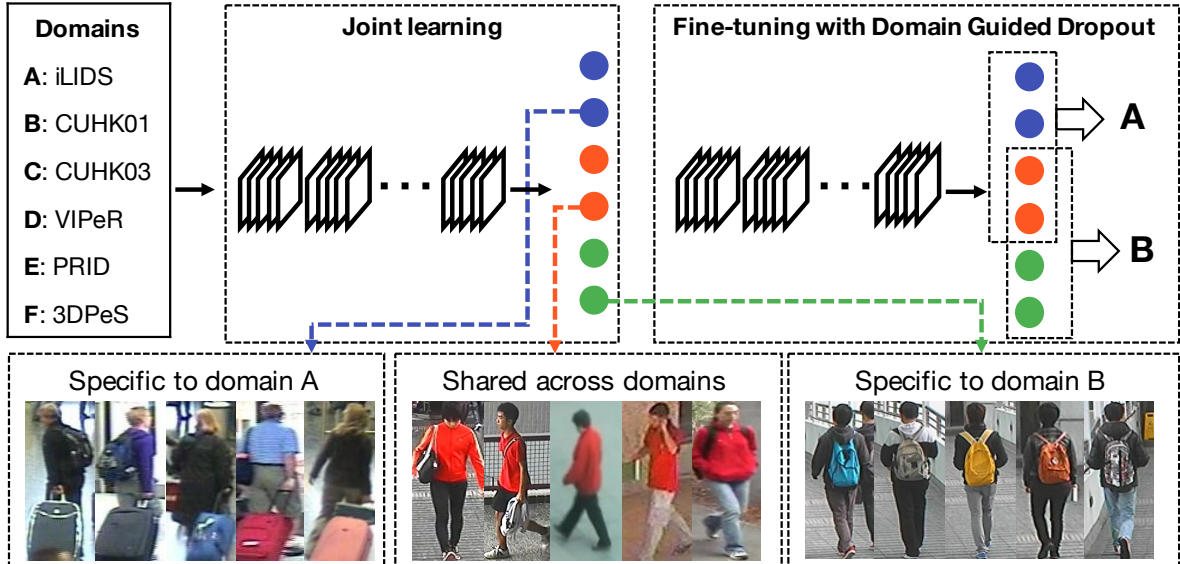 Domains
A: iLIDS
B: CUHK01
C: CUHK03
D: VIPeR
E: PRID
F: 3DPeS
Joint learning
Fine-tuning with Domain Guided Dropout
A
B
Specific to domain A
Shared across domains
Specific to domain B